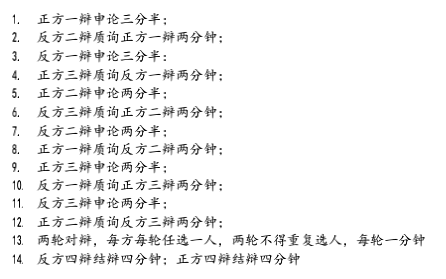 1. 正方一辩申论三分半；
2. 反方二辩质询正方一辩两分钟；
3. 反方一辩申论三分半；
4. 正方三辩质询反方一辩两分钟；
5. 正方二辩申论两分半；
6. 反方三辩质询正方二辩两分钟；
7. 反方二辩申论两分半；
8. 正方一辩质询反方二辩两分钟；
9. 正方三辩申论两分半；
10. 反方一辩质询正方三辩两分钟；
11. 反方三辩申论两分半；
12. 正方二辩质询反方三辩两分钟；
13. 两轮对辩，每方每轮任选一人，两轮不得重复选人，每轮一分钟
14. 反方四辩结辩四分钟；正方四辩结辩四分钟